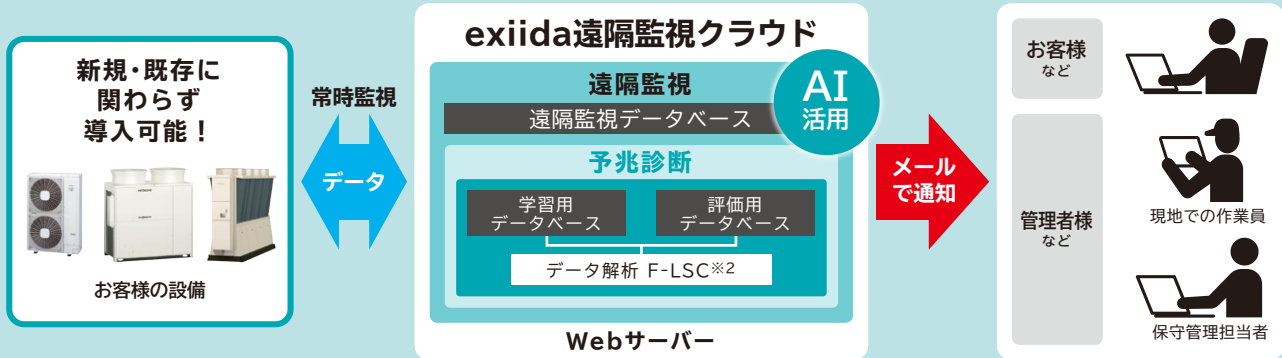 新規・既存に
関わらず
導入可能！
お客様の設備
常時監視
データ
exiida遠隔監視クラウド
AI
活用
遠隔監視
遠隔監視データベース
予兆診断
学習用
データベース
評価用
データベース
データ解析 F-LSC※2
Webサーバー
メール
で通知
お客様
など
管理者様
など
現地での作業員
保守管理担当者